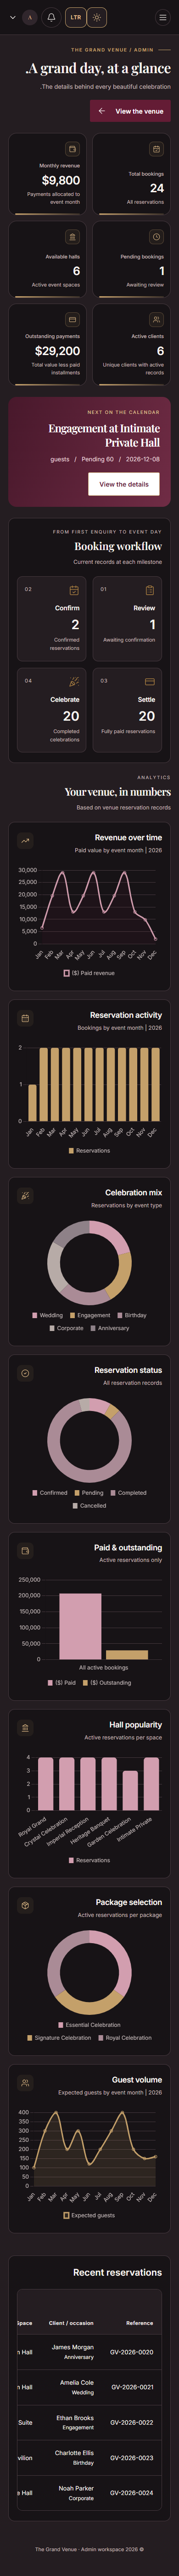 A
LTR
THE GRAND VENUE / ADMIN
.A grand day, at a glance
.The details behind every beautiful celebration
View the venue
Monthly revenue
$9,800
Payments allocated to
event month
Total bookings
24
All reservations
Available halls
6
Active event spaces
Pending bookings
1
Awaiting review
Outstanding payments
$29,200
Total value less paid
instalments
Active clients
6
Unique clients with active
records
NEXT ON THE CALENDAR
Engagement at Intimate
Private Hall
guests / Pending 60 / 2026-12-08
View the details
FROM FIRST ENQUIRY TO EVENT DAY
Booking workflow
Current records at each milestone
02
Confirm
2
Confirmed
reservations
01
Review
1
Awaiting confirmation
04
Celebrate
20
Completed
celebrations
03
Settle
20
Fully paid reservations
ANALYTICS
Your venue, in numbers
Based on venue reservation records
Revenue over time
Paid value by event month | 2026
30,000
25,000
20,000
15,000
10,000
5,000
0
Jan Feb Mar Apr May Jun Jul Aug Sep Oct Nov Dec
($) Paid revenue
Reservation activity
Bookings by event month | 2026
2
1
0
Jan Feb Mar Apr May Jun Jul Aug Sep Oct Nov Dec
Reservations
Celebration mix
Reservations by event type
Wedding Engagement Birthday
Corporate Anniversary
Reservation status
All reservation records
Confirmed Pending Completed
Cancelled
Paid & outstanding
Active reservations only
250,000
200,000
150,000
100,000
50,000
0
All active bookings
($) Paid ($) Outstanding
Hall popularity
Active reservations per space
4
3
2
1
0
Royal Grand Crystal Celebration Imperial Reception Heritage Banquet Garden Celebration Intimate Private
Reservations
Package selection
Active reservations per package
Essential Celebration
Signature Celebration Royal Celebration
Guest volume
Expected guests by event month | 2026
400
350
300
250
200
150
100
50
0
Jan Feb Mar Apr May Jun Jul Aug Sep Oct Nov Dec
Expected guests
Recent reservations
Space Client / occasion Reference
n Hall James Morgan GV-2026-0020
Anniversary
n Hall Amelia Cole GV-2026-0021
Wedding
Suite Ethan Brooks GV-2026-0022
Engagement
vilion Charlotte Ellis GV-2026-0023
Birthday
e Hall Noah Parker GV-2026-0024
Corporate
The Grand Venue · Admin workspace 2026 ©